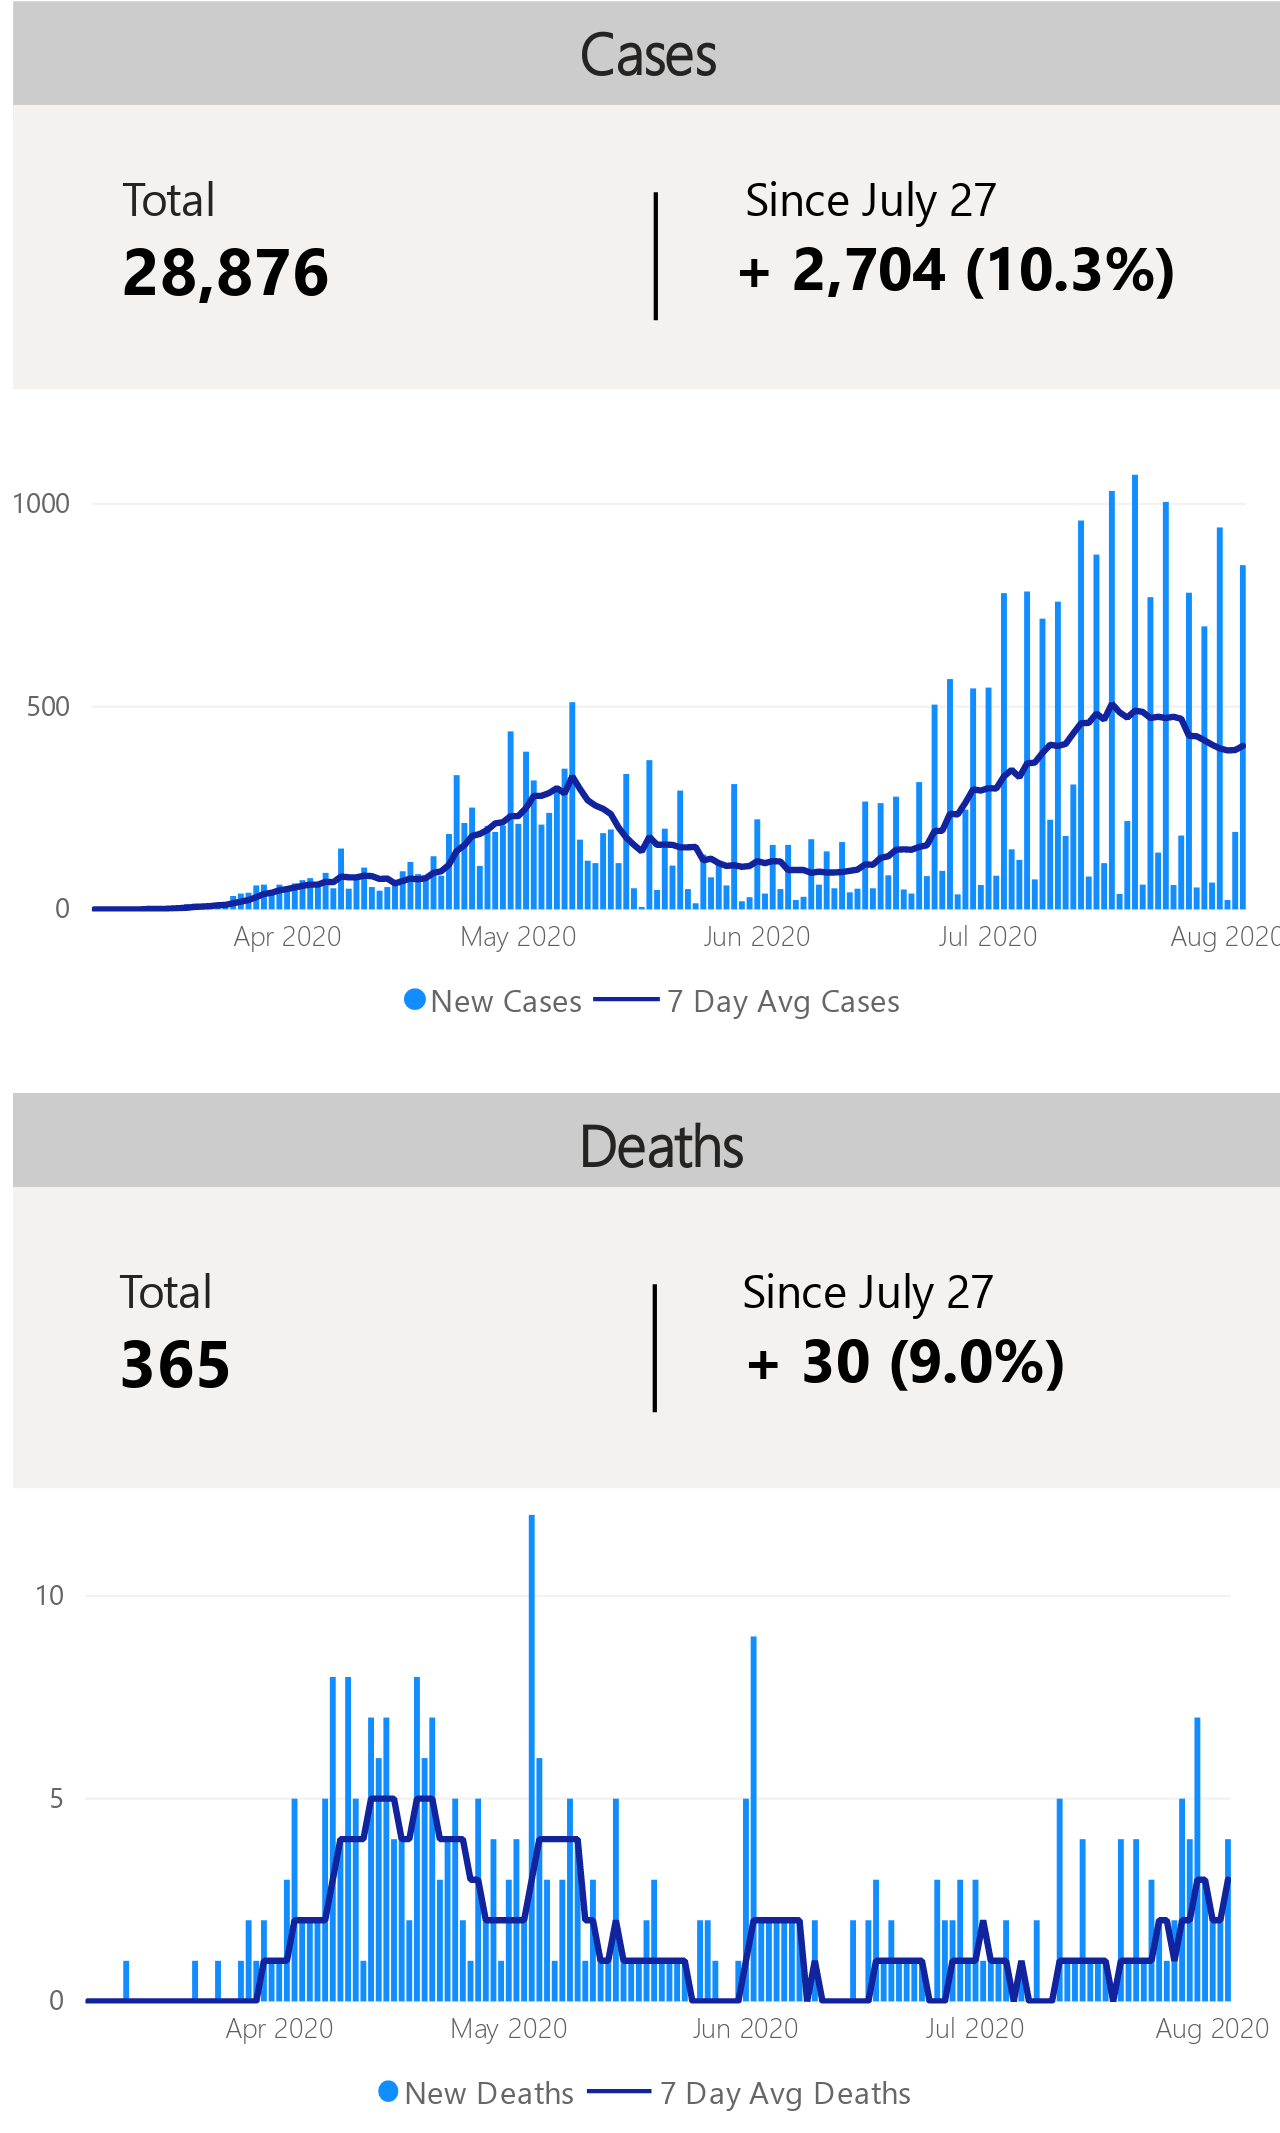 Cases
Total
Since July 27
28,876
+ 2,704 (10.3%)
1000
500
0
Apr 2020 May 2020 Jun 2020 Jul 2020 Aug 2020
New Cases 7 Day Avg Cases
Deaths
Total
Since July 27
365
+ 30 (9.0%)
10
5
0
Apr 2020 May 2020 Jun 2020 Jul 2020 Aug 2020
New Deaths 7 Day Avg Deaths